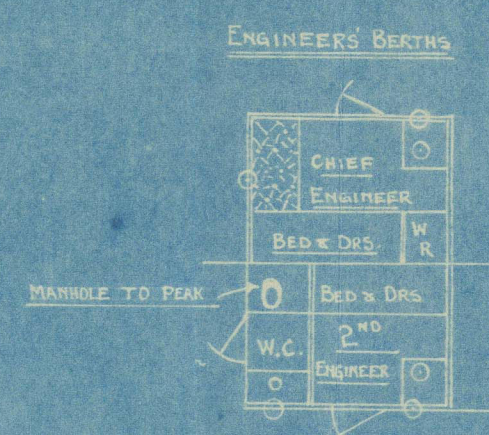 ENGINEERS' BERTHS
CHIEF
ENGINEER
BED & DRS.
W
R
MANHOLE TO PEAK
BED & DRS
W.C.
2ND
ENGINEER